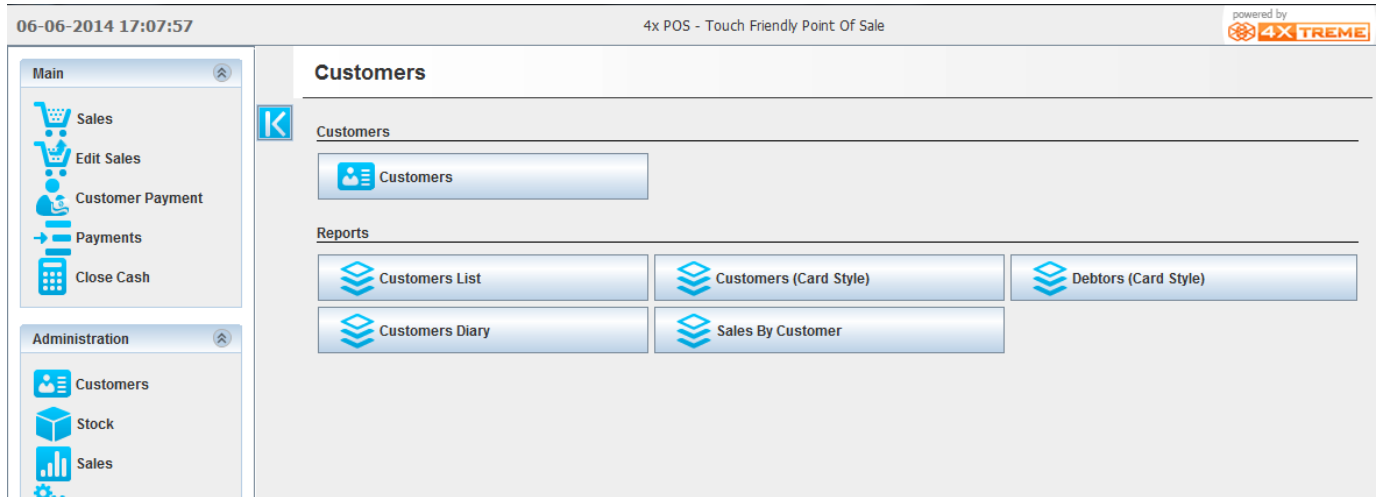 06-06-2014 17:07:57
4x POS - Touch Friendly Point Of Sale
powered by
4XTREME
Main
Sales
Edit Sales
Customer Payment
Payments
Close Cash
Administration
Customers
Stock
Sales
Customers
Customers
Customers
Reports
Customers List
Customers (Card Style)
Debtors (Card Style)
Customers Diary
Sales By Customer